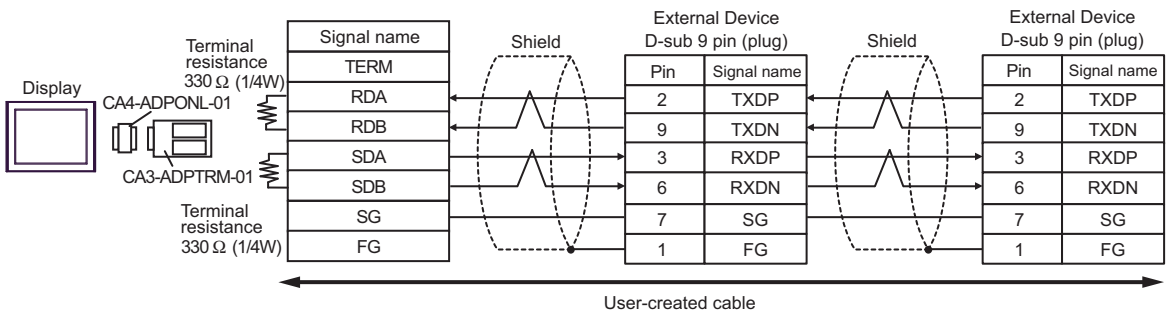 Display
CA4-ADPONL-01
CA3-ADPTRM-01
Terminal
resistance
330 Ω (1/4W)
Terminal
resistance
330 Ω (1/4W)
Signal name
TERM
RDA
RDB
SDA
SDB
SG
FG
Shield
External Device
D-sub 9 pin (plug)
Pin Signal name
2 TXDP
9 TXDN
3 RXDP
6 RXDN
7 SG
1 FG
Shield
External Device
D-sub 9 pin (plug)
Pin Signal name
2 TXDP
9 TXDN
3 RXDP
6 RXDN
7 SG
1 FG
User-created cable